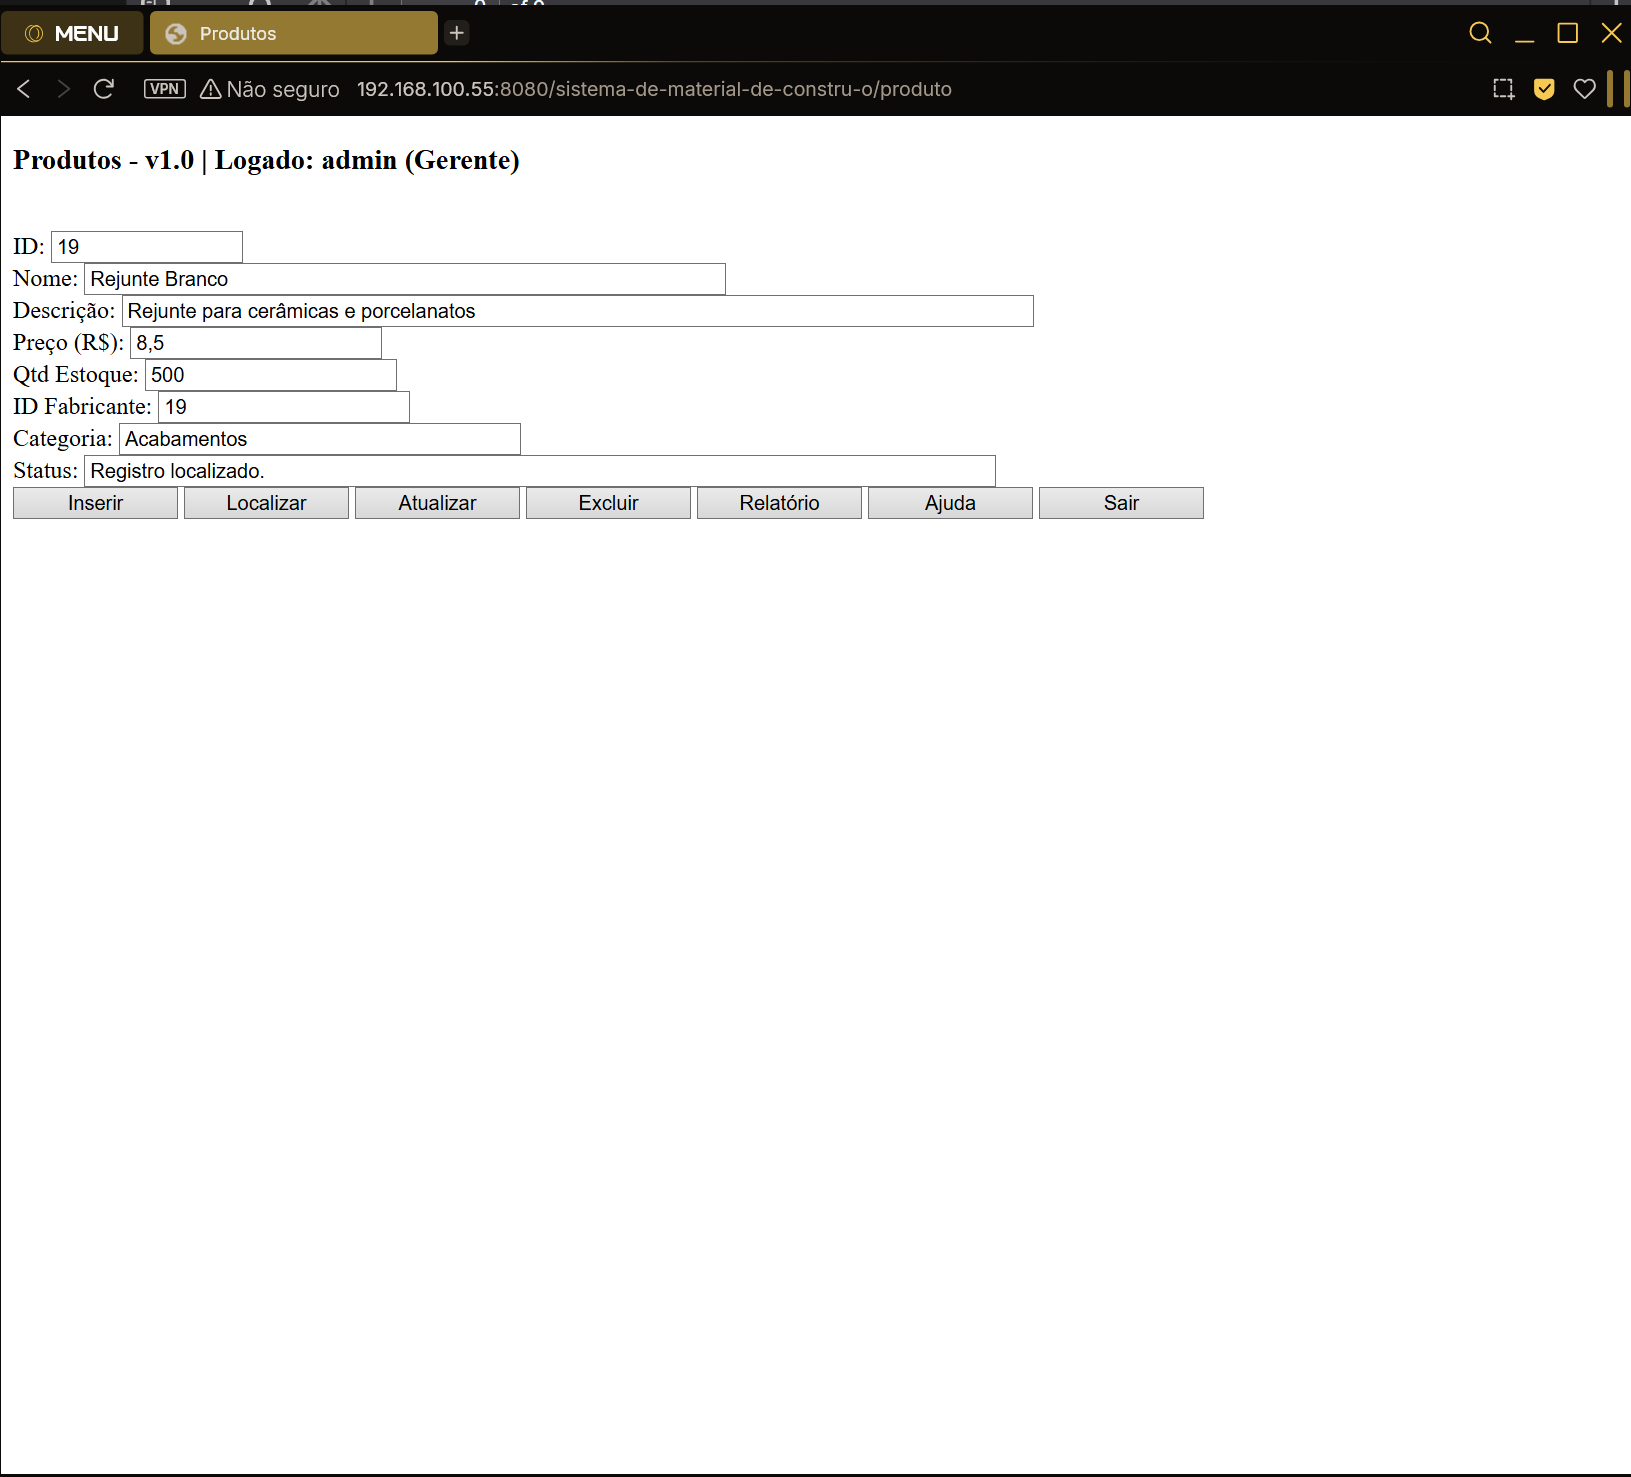 MENU
Produtos
VPN Não seguro 192.168.100.55:8080/sistema-de-material-de-constru-o/produto
Produtos - v1.0 | Logado: admin (Gerente)
ID: 19
Nome: Rejunte Branco
Descrição: Rejunte para cerâmicas e porcelanatos
Preço (R$): 8,5
Qtd Estoque: 500
ID Fabricante: 19
Categoria: Acabamentos
Status: Registro localizado.
Inserir Localizar Atualizar Excluir Relatório Ajuda Sair